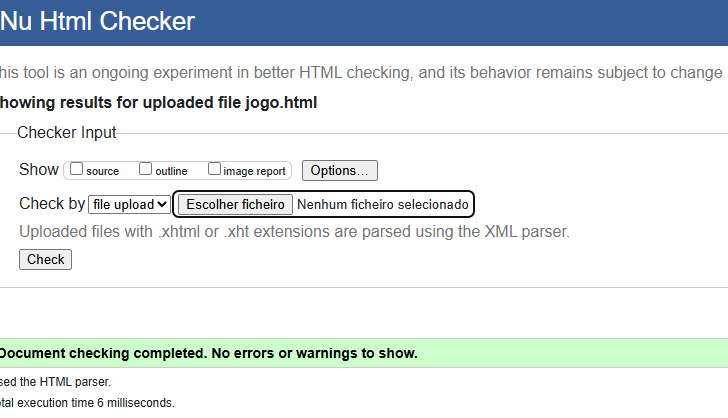 Nu Html Checker
his tool is an ongoing experiment in better HTML checking, and its behavior remains subject to change
howing results for uploaded file jogo.html
Checker Input
Show source outline image report Options...
Check by file upload Escolher ficheiro Nenhum ficheiro selecionado
Uploaded files with .xhtml or .xht extensions are parsed using the XML parser.
Check
Document checking completed. No errors or warnings to show.
sed the HTML parser.
otal execution time 6 milliseconds.